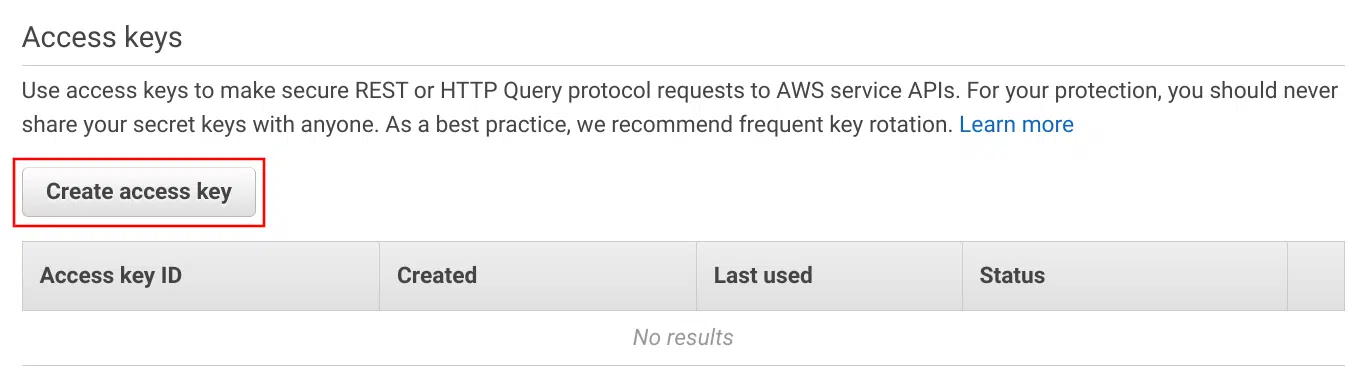 Access keys
Use access keys to make secure REST or HTTP Query protocol requests to AWS service APIs. For your protection, you should never
share your secret keys with anyone. As a best practice, we recommend frequent key rotation. Learn more
Create access key
Access key ID Created Last used Status
No results